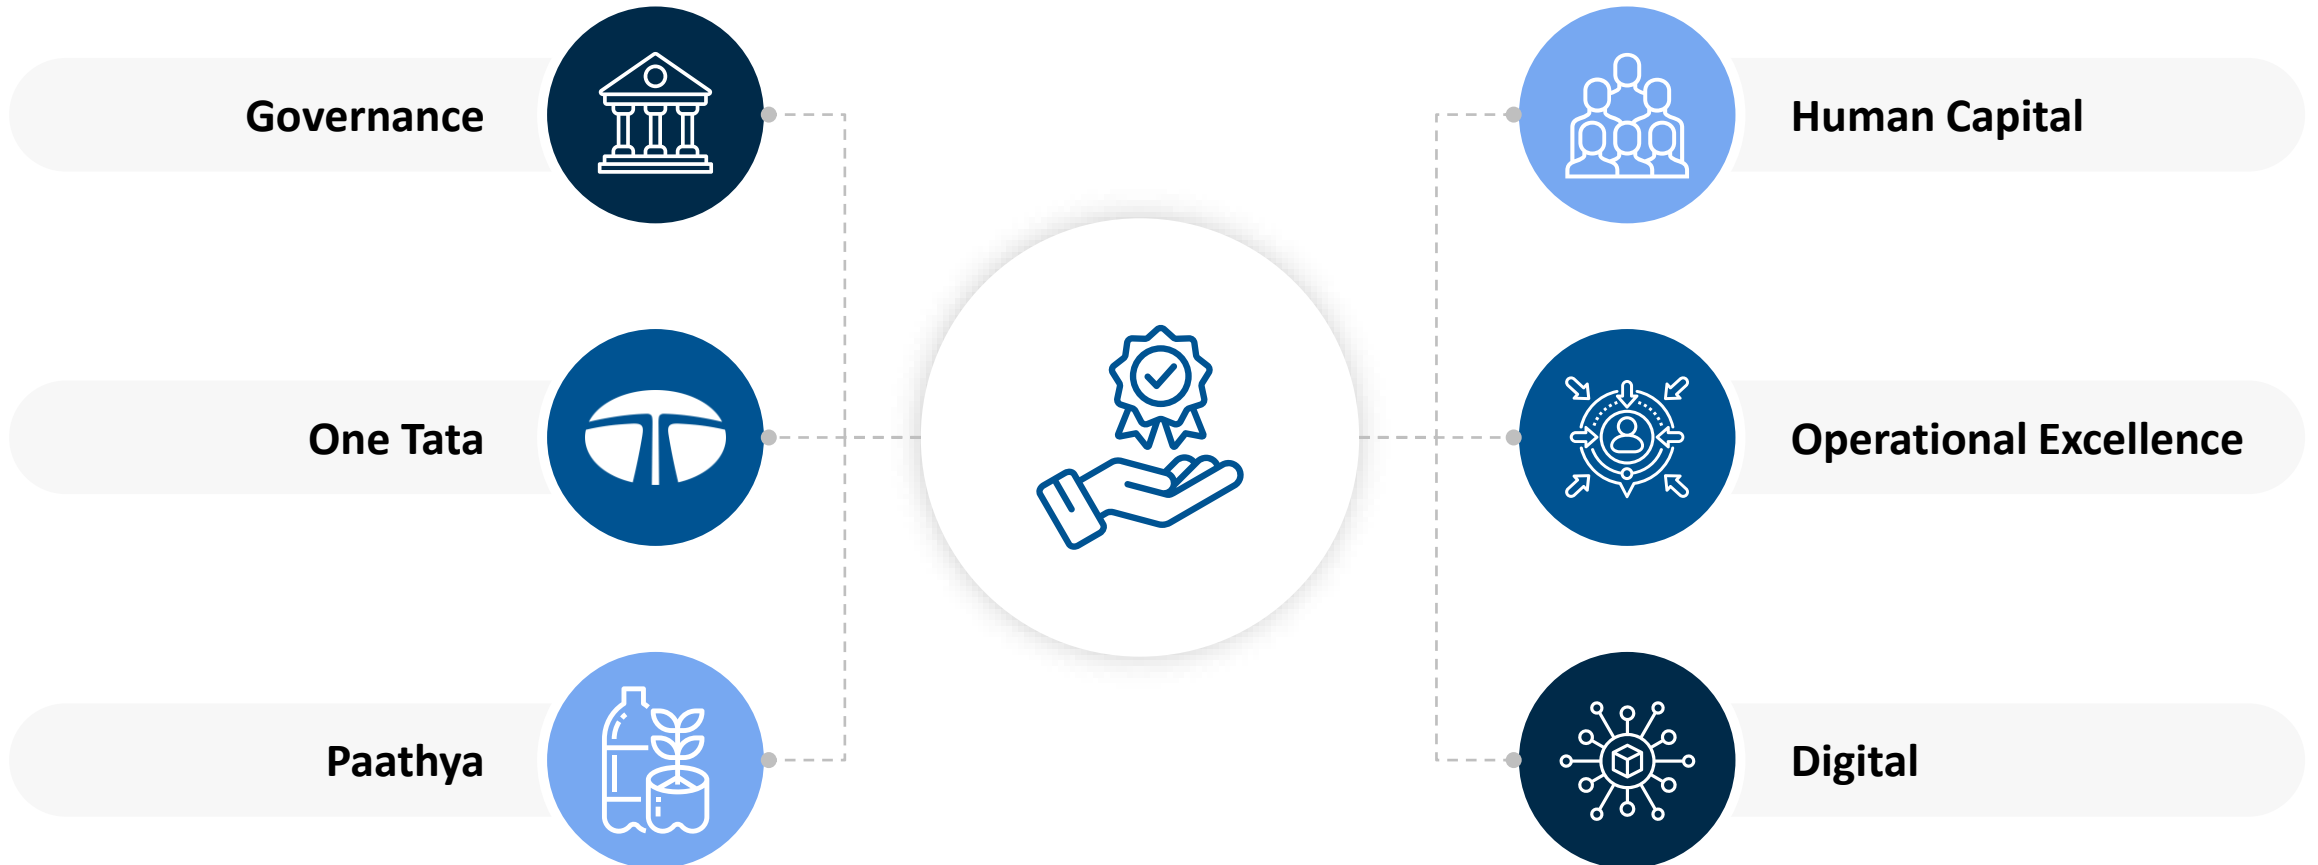 Governance
One Tata
Paathya
Human Capital
Operational Excellence
Digital